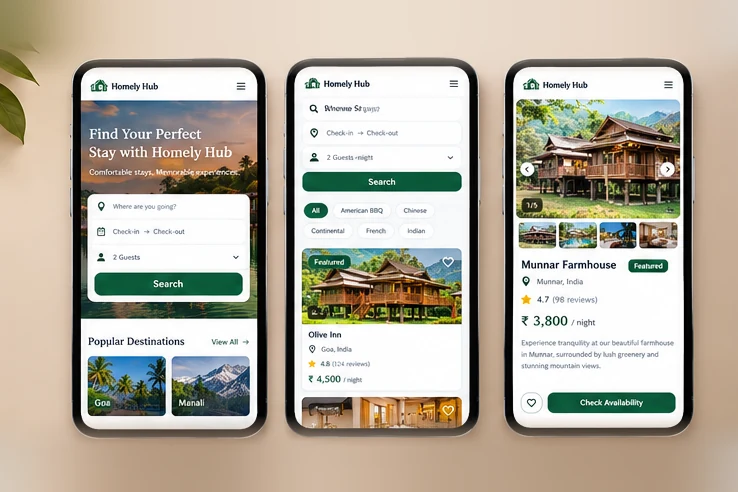 Homely Hub
Find Your Perfect
Stay with Homely Hub
Comfortable stays, Memorable experiences.
Where are you going?
Check-in → Check-out
2 Guests
Search
Popular Destinations
View All →
Goa
Manali
Homely Hub
Check-in → Check-out
2 Guests
Search
All
American BBQ
Chinese
Continental
French
Indian
Featured
Olive Inn
Goa, India
4.8 (124 reviews)
₹ 4,500 / night
Homely Hub
1/5
Munnar Farmhouse
Featured
Munnar, India
4.7 (98 reviews)
₹ 3,800 / night
Experience tranquility at our beautiful farmhouse
in Munnar, surrounded by lush greenery and
stunning mountain views.
Check Availability